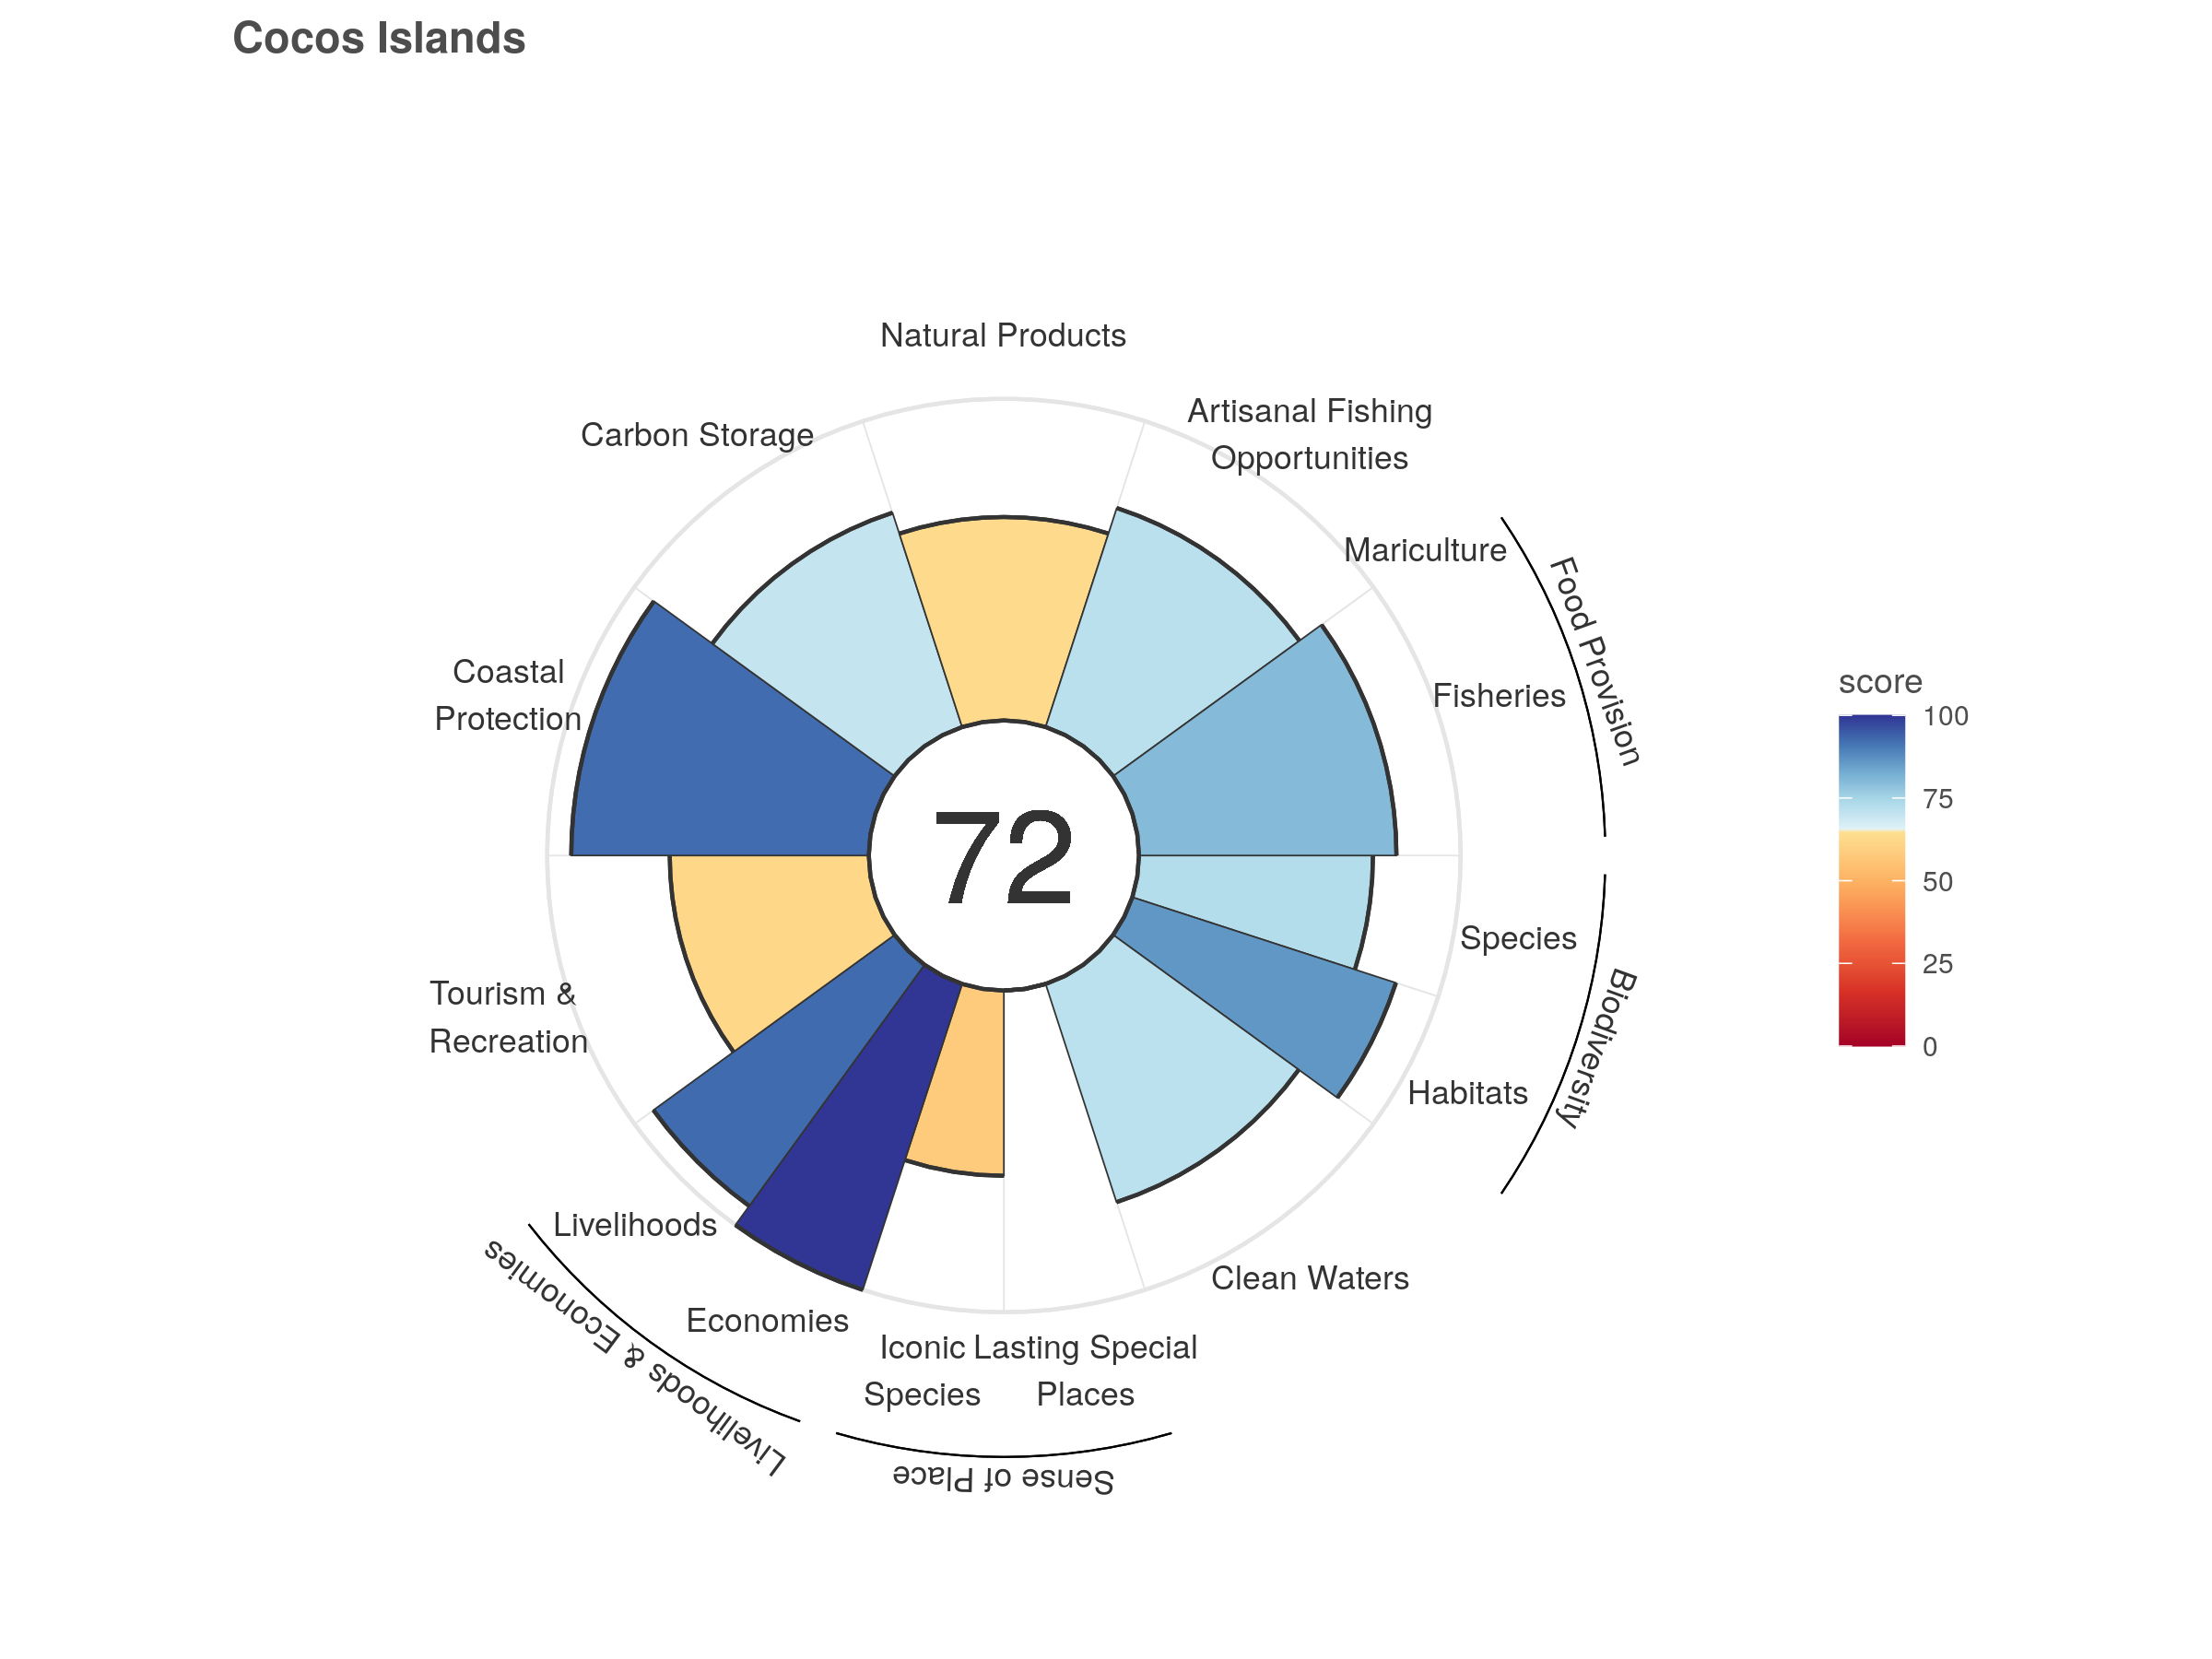 Cocos Islands
Natural Products
Artisanal Fishing
Opportunities
Carbon Storage
Mariculture
Food Provision
Fisheries
Coastal
Protection
72
score
100
75
50
25
0
Species
Biodiversity
Habitats
Tourism &
Recreation
Livelihoods
Economies
Livelihoods & Economies
Clean Waters
Iconic
Species
Lasting Special
Places
Sense of Place